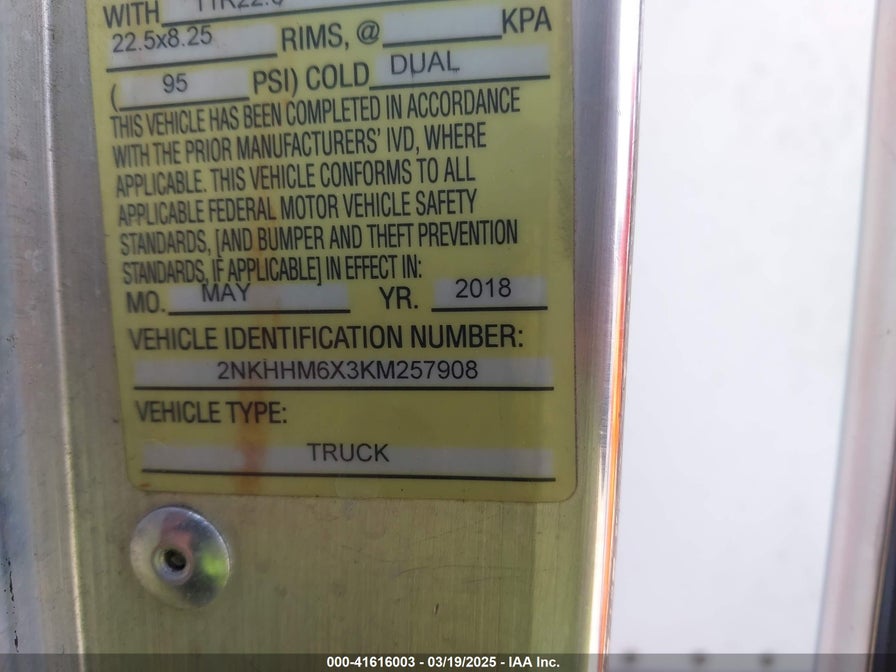 WITH 11R22.5
22.5x8.25 RIMS, @ KPA
( 95 PSI) COLD DUAL
THIS VEHICLE HAS BEEN COMPLETED IN ACCORDANCE
WITH THE PRIOR MANUFACTURERS' IVD, WHERE
APPLICABLE. THIS VEHICLE CONFORMS TO ALL
APPLICABLE FEDERAL MOTOR VEHICLE SAFETY
STANDARDS, [AND BUMPER AND THEFT PREVENTION
STANDARDS, IF APPLICABLE] IN EFFECT IN:
MO. MAY YR. 2018
VEHICLE IDENTIFICATION NUMBER:
2NKHHM6X3KM257908
VEHICLE TYPE:
TRUCK
000-41616003 - 03/19/2025 - IAA Inc.